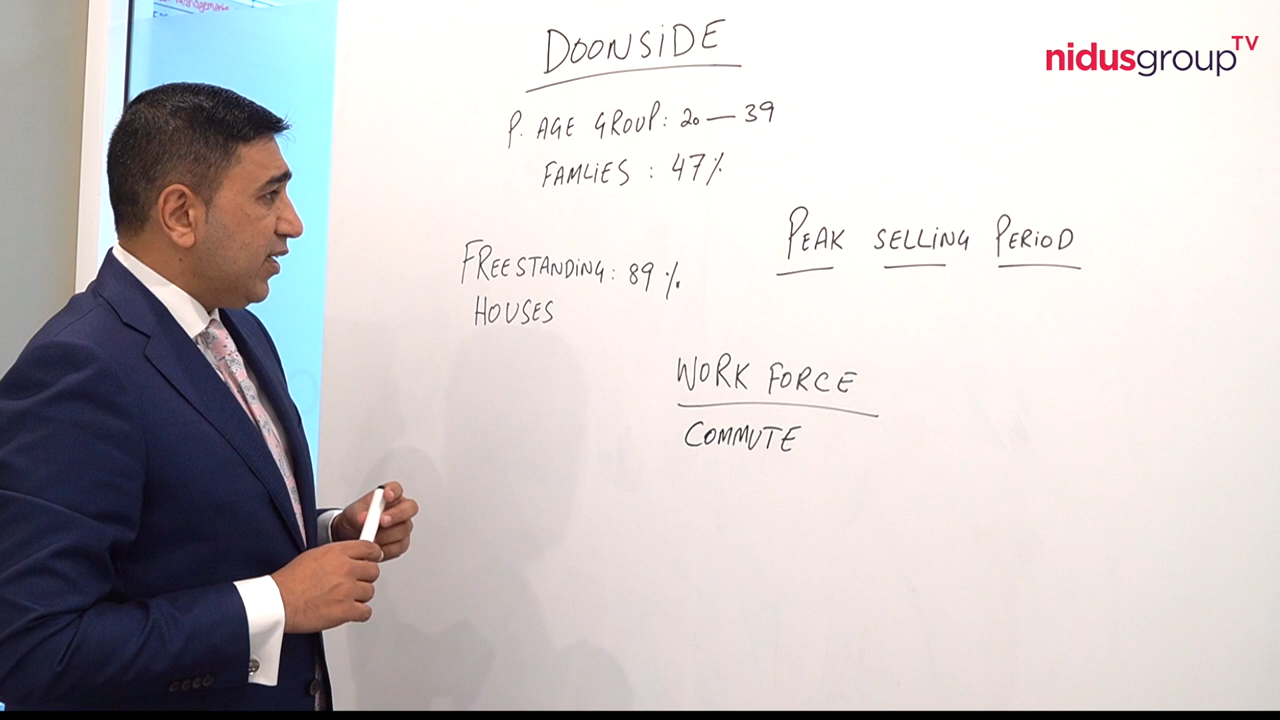 nidusgroupTV
DOONSIDE
P. AGE GROUP: 20 — 39
FAMLIES : 47%
PEAK SELLING PERIOD
FREESTANDING: 89%
HOUSES
WORK FORCE
COMMUTE